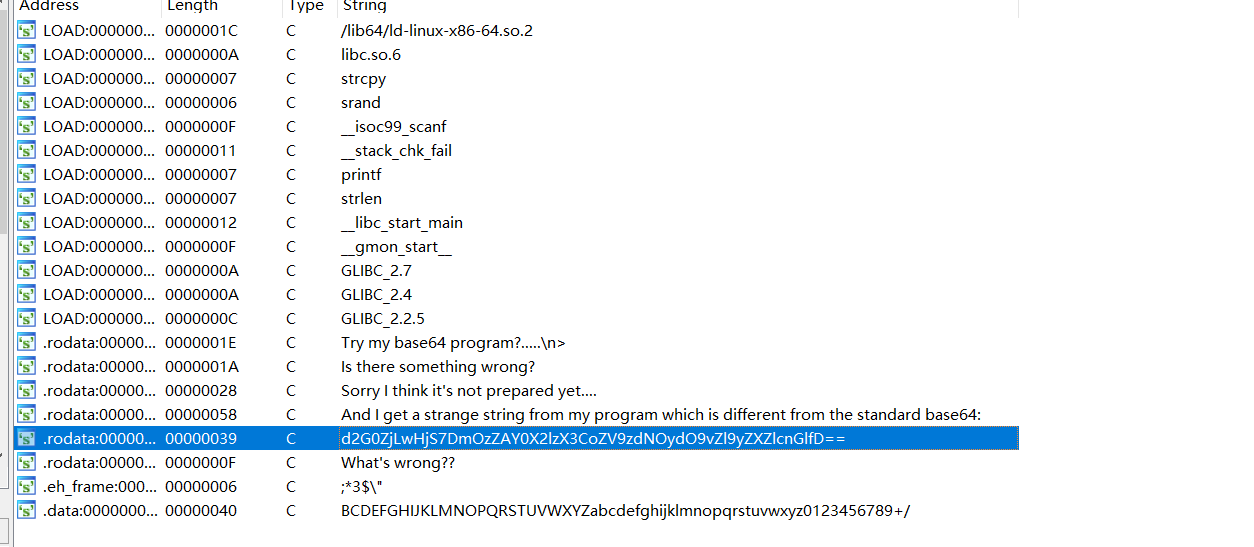 Address Length Type String
LOAD:000000... 0000001C C /lib64/ld-linux-x86-64.so.2
LOAD:000000... 0000000A C libc.so.6
LOAD:000000... 00000007 C strcpy
LOAD:000000... 00000006 C srand
LOAD:000000... 0000000F C __isoc99_scanf
LOAD:000000... 00000011 C __stack_chk_fail
LOAD:000000... 00000007 C printf
LOAD:000000... 00000007 C strlen
LOAD:000000... 00000012 C __libc_start_main
LOAD:000000... 0000000F C __gmon_start__
LOAD:000000... 0000000A C GLIBC_2.7
LOAD:000000... 0000000A C GLIBC_2.4
LOAD:000000... 0000000C C GLIBC_2.2.5
.rodata:00000... 0000001E C Try my base64 program?.....\n>
.rodata:00000... 0000001A C Is there something wrong?
.rodata:00000... 00000028 C Sorry I think it's not prepared yet....
.rodata:00000... 00000058 C And I get a strange string from my program which is different from the standard base64:
.rodata:00000... 00000039 C d2G0ZjLwHjS7DmOzZAY0X2lzX3CoZV9zdNOydO9vZl9yZXZlcnGlfD==
.rodata:00000... 0000000F C What's wrong??
.eh_frame:000... 00000006 C ;*3$\"
.data:0000000... 00000040 C BCDEFGHIJKLMNOPQRSTUVWXYZabcdefghijklmnopqrstuvwxyz0123456789+/